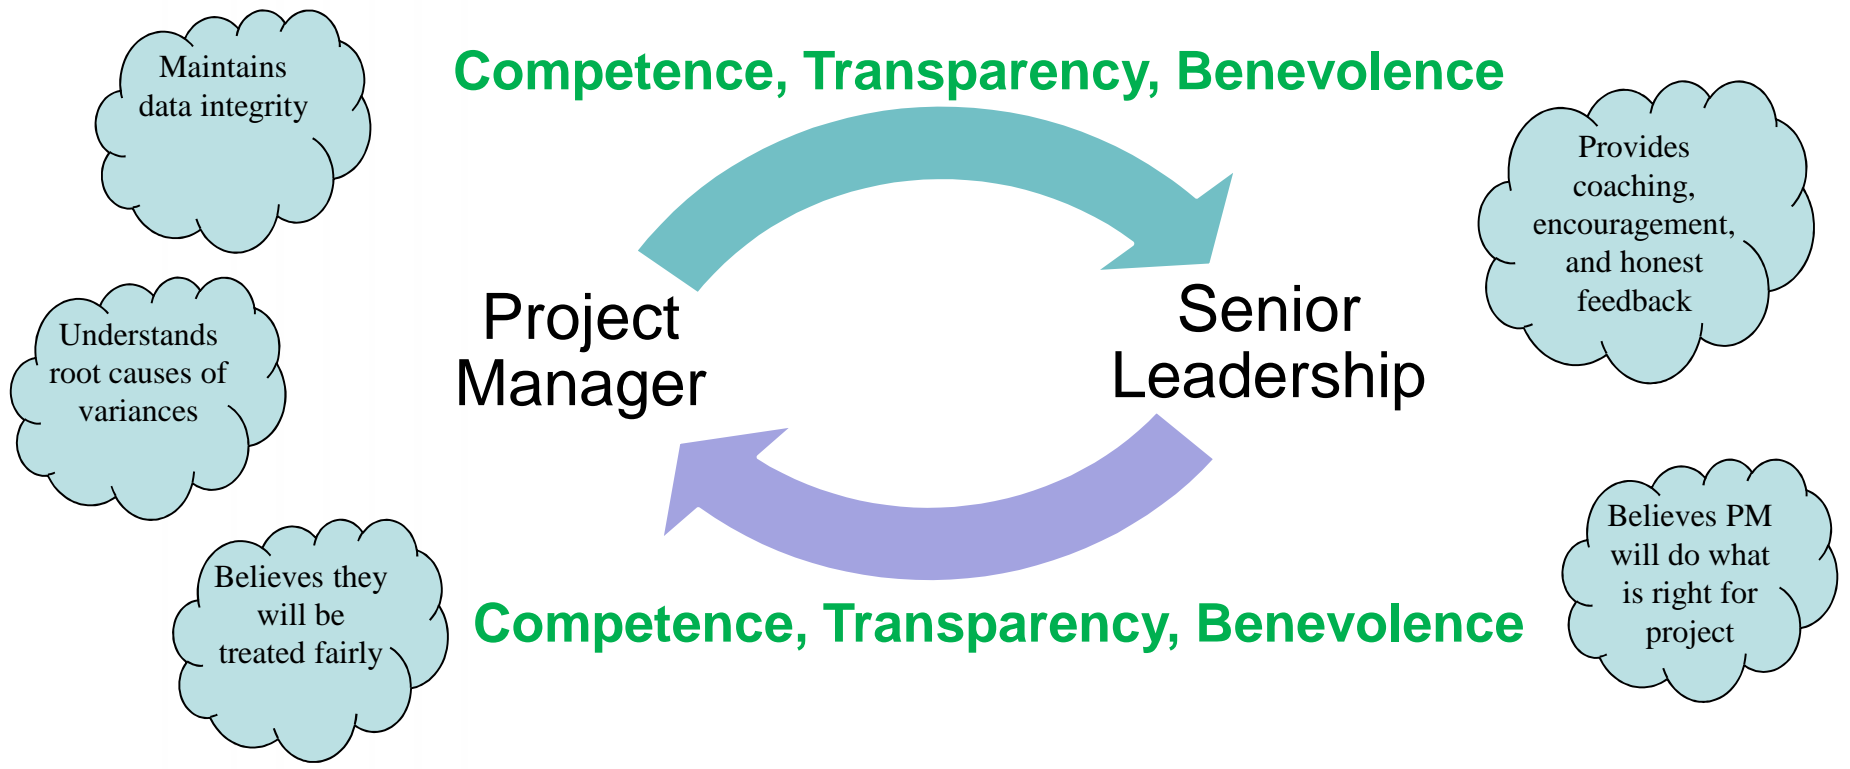 Maintains
data integrity
Competence, Transparency, Benevolence
Provides
coaching,
encouragement,
and honest
feedback
Project
Manager
Senior
Leadership
Understands
root causes of
variances
Believes they
will be
treated fairly
Competence, Transparency, Benevolence
Believes PM
will do what
is right for
project